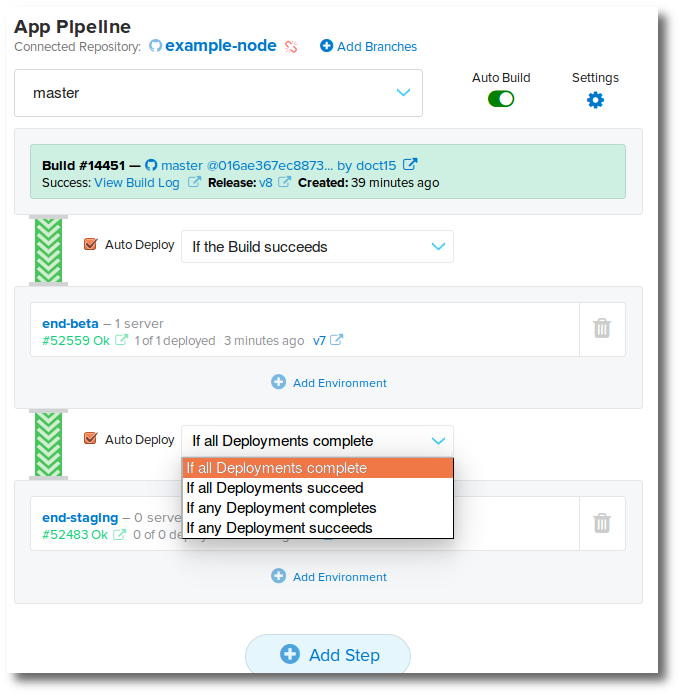 App Pipeline
Connected Repository: example-node Add Branches
master
Auto Build
Settings
Build #14451 — master @016ae367ec8873... by doct15
Success: View Build Log Release: v8 Created: 39 minutes ago
Auto Deploy If the Build succeeds
end-beta – 1 server
#52559 Ok 1 of 1 deployed 3 minutes ago v7
Add Environment
Auto Deploy If all Deployments complete
If all Deployments complete
If all Deployments succeed
If any Deployment completes
If any Deployment succeeds
end-staging – 0
#52483 Ok 0 of 0
Add Environment
Add Step